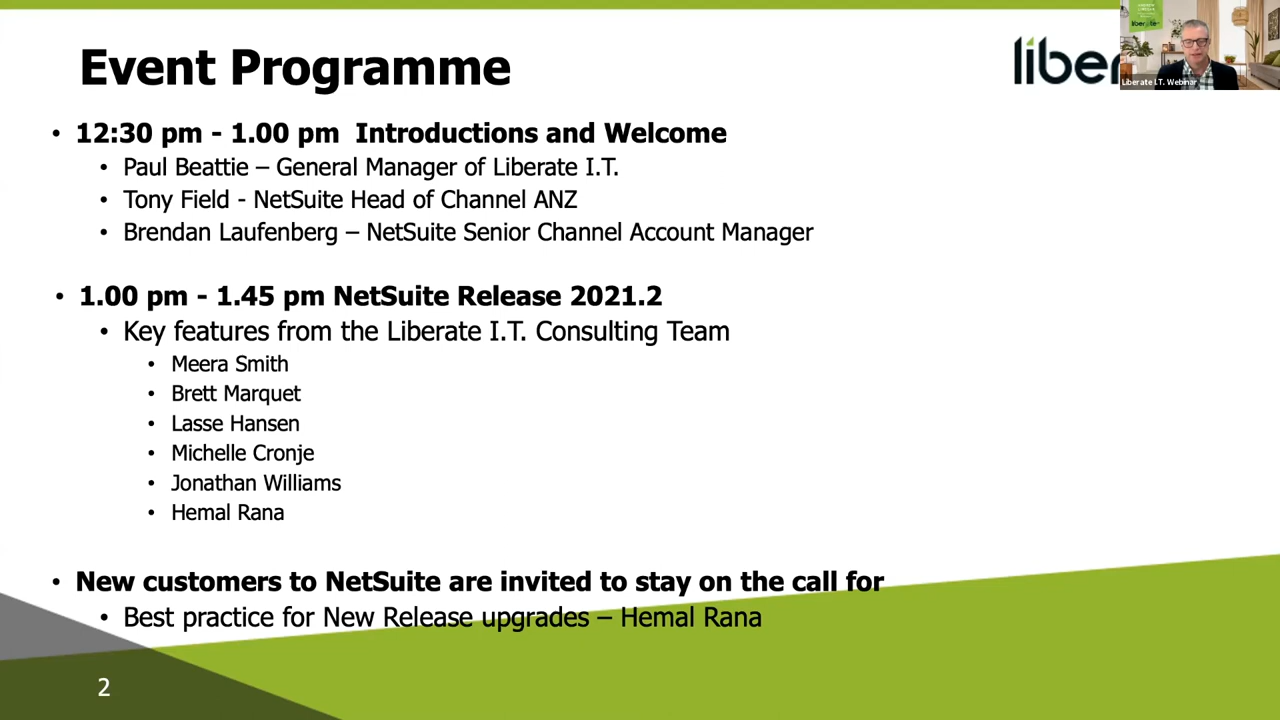 Event Programme
liber
Liberate I.T. Webinar
• 12:30 pm - 1.00 pm Introductions and Welcome
• Paul Beattie – General Manager of Liberate I.T.
• Tony Field - NetSuite Head of Channel ANZ
• Brendan Laufenberg – NetSuite Senior Channel Account Manager
• 1.00 pm - 1.45 pm NetSuite Release 2021.2
• Key features from the Liberate I.T. Consulting Team
• Meera Smith
• Brett Marquet
• Lasse Hansen
• Michelle Cronje
• Jonathan Williams
• Hemal Rana
• New customers to NetSuite are invited to stay on the call for
• Best practice for New Release upgrades – Hemal Rana
2